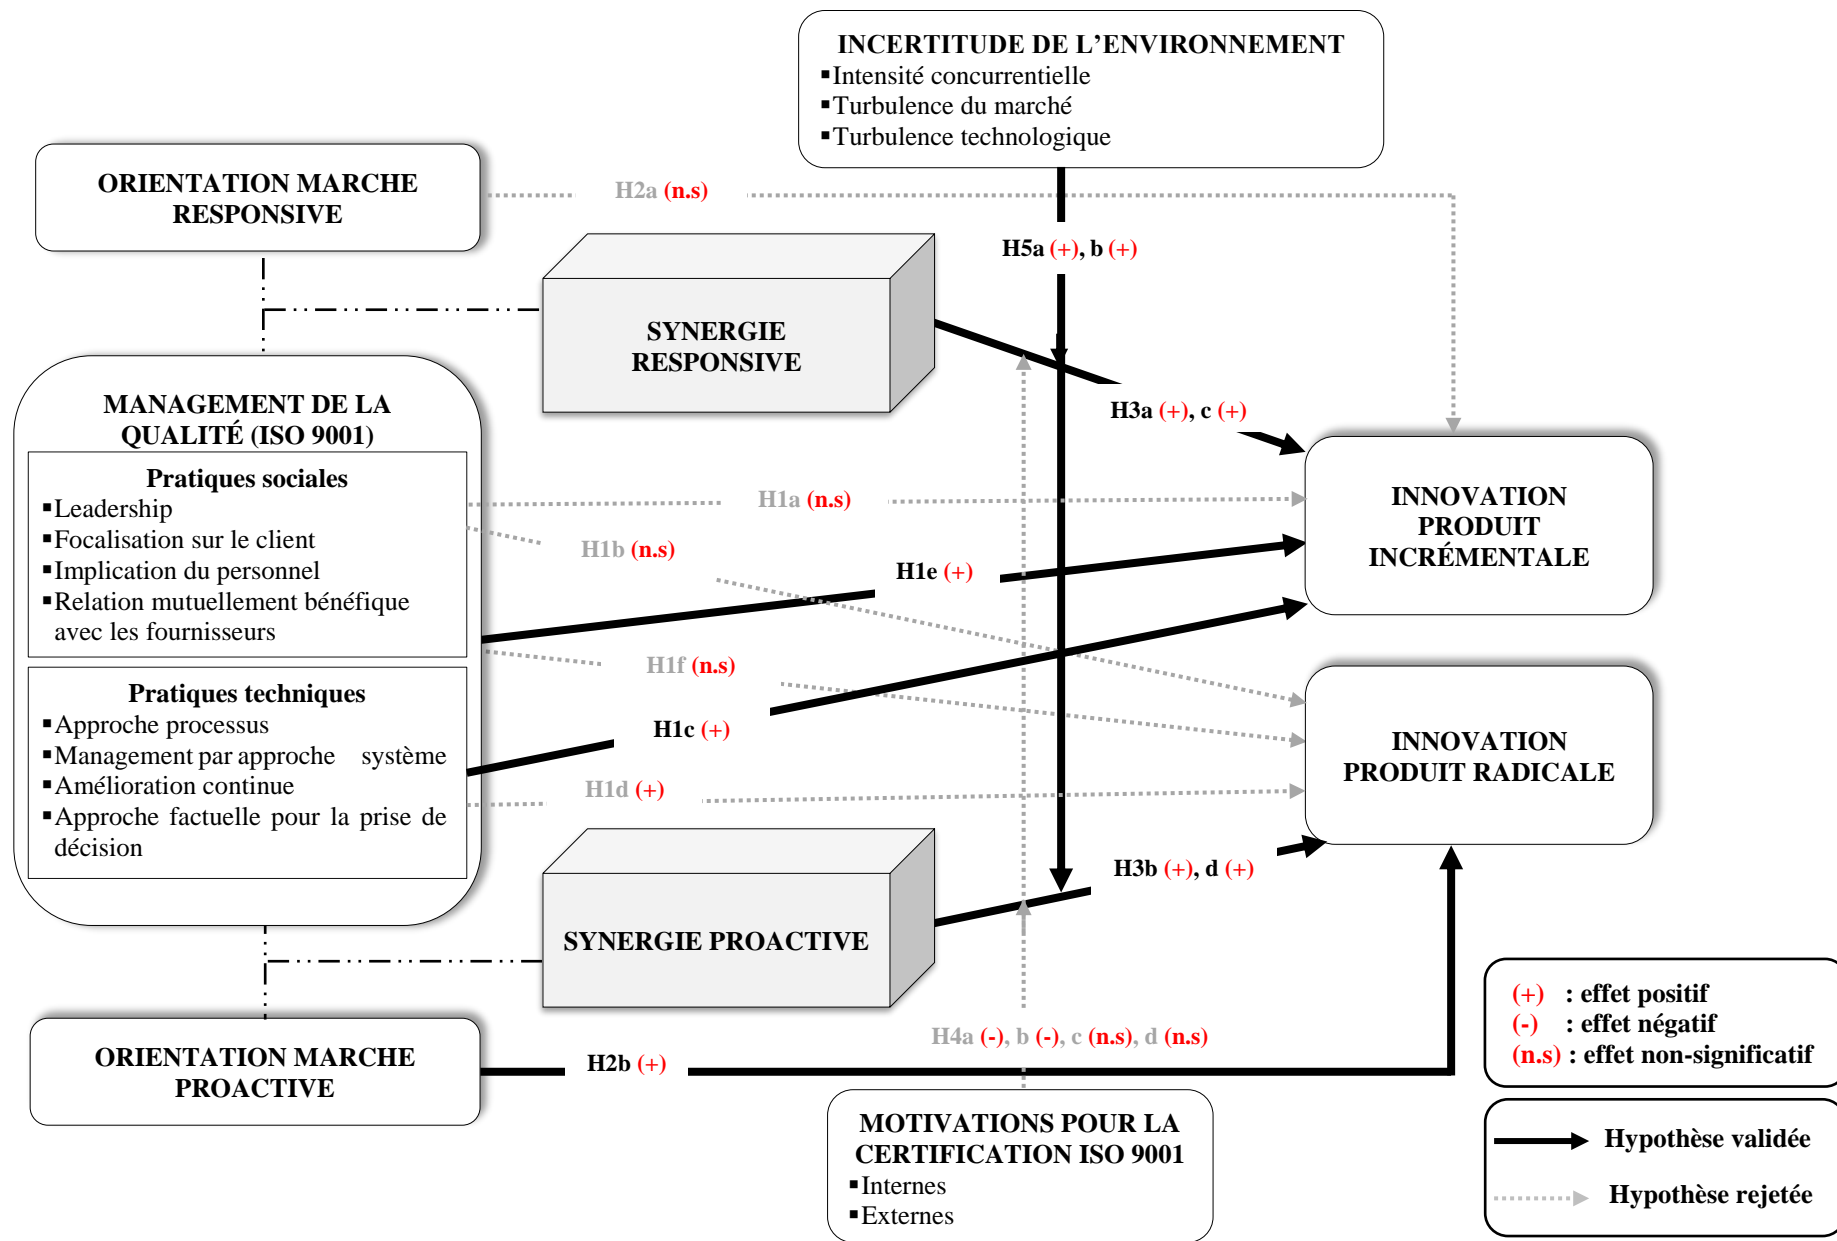 INCERTITUDE DE L’ENVIRONNEMENT
▪Intensité concurrentielle
▪Turbulence du marché
▪Turbulence technologique
ORIENTATION MARCHE
RESPONSIVE
H2a (n.s)
H5a (+), b (+)
SYNERGIE
RESPONSIVE
H3a (+), c (+)
MANAGEMENT DE LA
QUALITÉ (ISO 9001)
Pratiques sociales
▪Leadership
▪Focalisation sur le client
▪Implication du personnel
▪Relation mutuellement bénéfique
avec les fournisseurs
Pratiques techniques
▪Approche processus
▪Management par approche système
▪Amélioration continue
▪Approche factuelle pour la prise de
décision
H1a (n.s)
H1b (n.s)
H1e (+)
H1f (n.s)
H1c (+)
H1d (+)
INNOVATION
PRODUIT
INCRÉMENTALE
INNOVATION
PRODUIT RADICALE
H3b (+), d (+)
SYNERGIE PROACTIVE
H4a (-), b (-), c (n.s), d (n.s)
ORIENTATION MARCHE
PROACTIVE
H2b (+)
MOTIVATIONS POUR LA
CERTIFICATION ISO 9001
▪Internes
▪Externes
(+) : effet positif
(-) : effet négatif
(n.s) : effet non-significatif
Hypothèse validée
Hypothèse rejetée